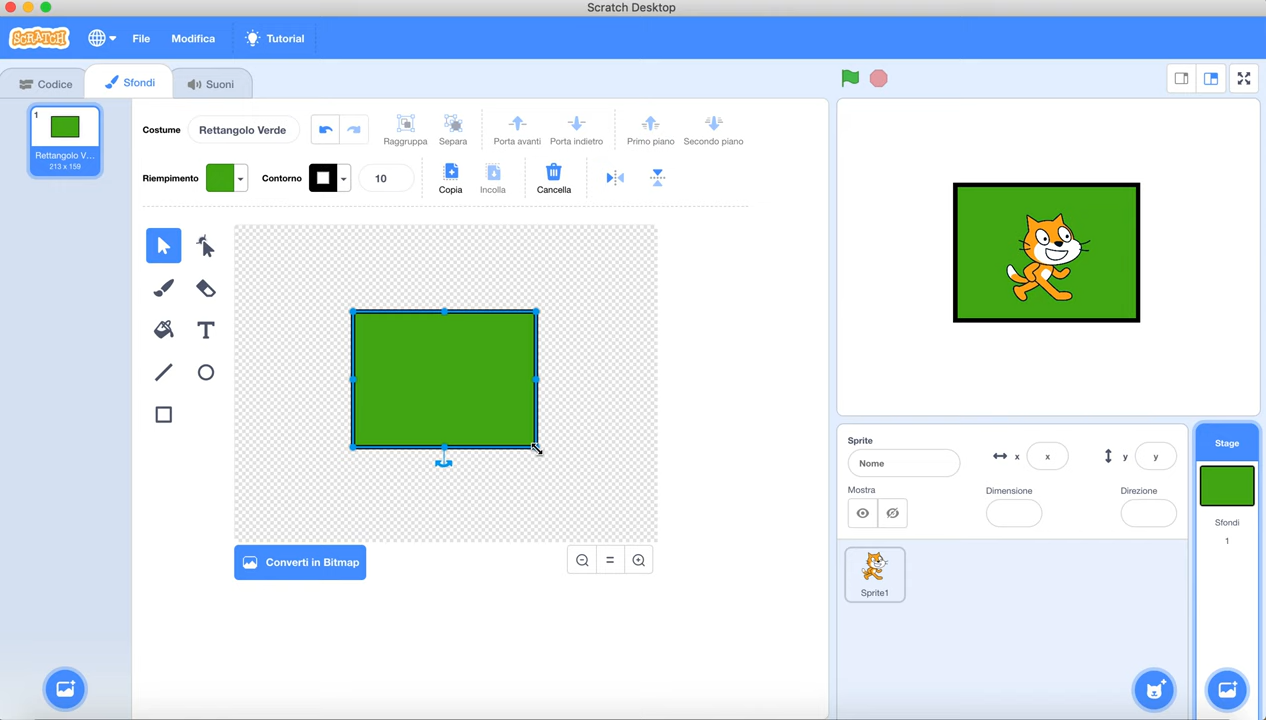 Scratch Desktop
SCRATCH
File
Modifica
Tutorial
Codice
Sfondi
Suoni
1
Rettangolo V...
213 x 159
Costume
Rettangolo Verde
Raggruppa
Separa
Porta avanti
Porta indietro
Primo piano
Secondo piano
Riempimento
Contorno
10
Copia
Incolla
Cancella
Converti in Bitmap
Sprite
Nome
x
x
y
y
Mostra
Dimensione
Direzione
Sprite1
Stage
Sfondi
1